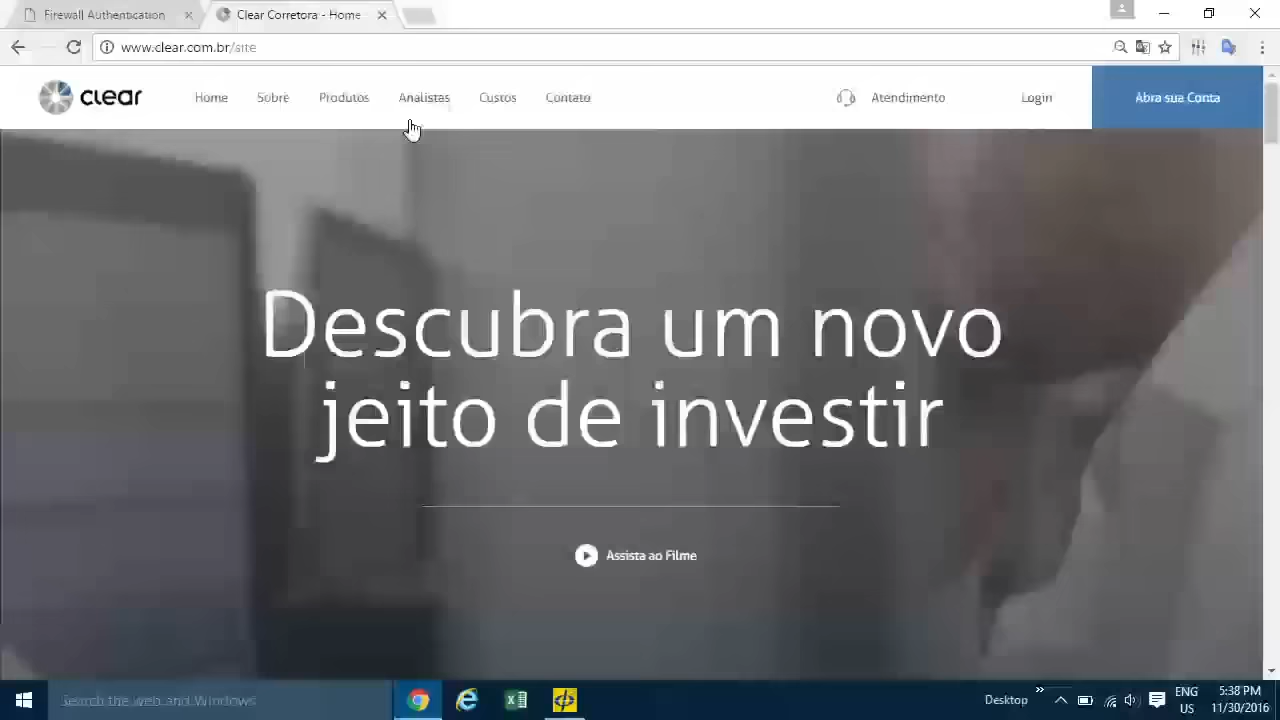 Firewall Authentication
Clear Corretora - Home
www.clear.com.br/site
clear
Home
Sobre
Produtos
Analistas
Custos
Contato
Atendimento
Login
Abra sua Conta
Descubra um novo
jeito de investir
Assista ao Filme
Search the web and Windows
Desktop
ENG
US
5:38 PM
11/30/2016